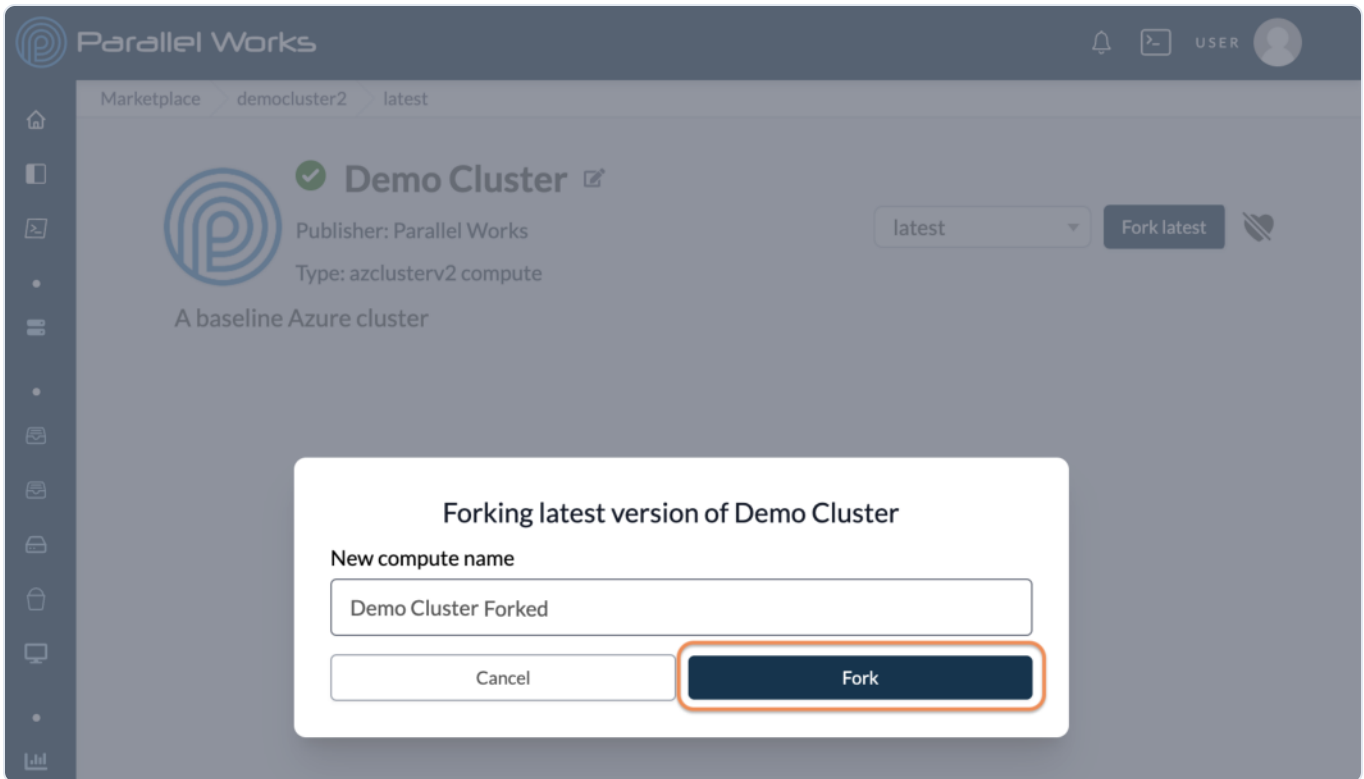 Parallel Works
USER
Marketplace democluster2 latest
Demo Cluster
Publisher: Parallel Works
Type: azclusterv2 compute
latest
Fork latest
A baseline Azure cluster
Forking latest version of Demo Cluster
New compute name
Demo Cluster Forked
Cancel
Fork